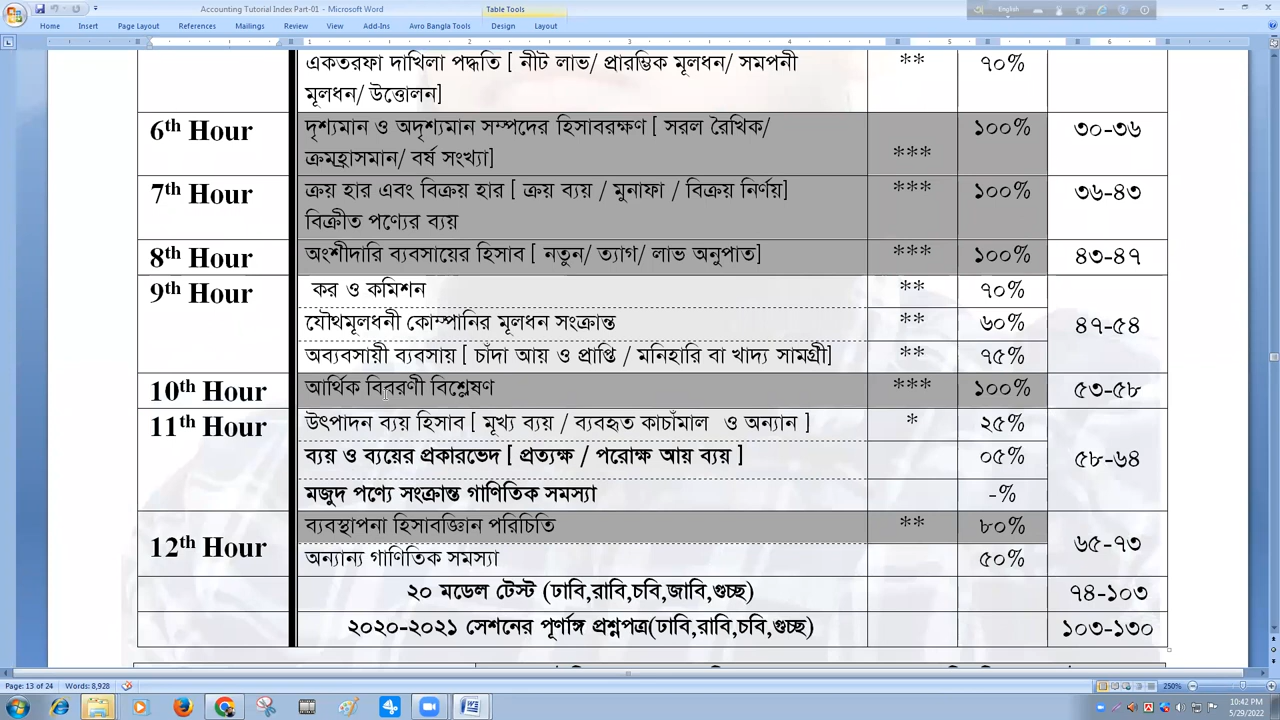 Accounting Tutorial Index Part-01 - Microsoft Word
Table Tools
English
Home Insert Page Layout References Mailings Review View Add-Ins Avro Bangla Tools Design Layout
একতরফা দাখিলা পদ্ধতি [ নীট লাভ/ প্রারম্ভিক মূলধন/ সমপনী ** ৭০%
মূলধন/ উত্তোলন]
6th Hour দৃশ্যমান ও অদৃশ্যমান সম্পদের হিসাবরক্ষণ [ সরল রৈখিক/ ১০০% ৩০-৩৬
ক্রমহ্রাসমান/ বর্ষ সংখ্যা] ***
7th Hour ক্রয় হার এবং বিক্রয় হার [ ক্রয় ব্যয় / মুনাফা / বিক্রয় নির্ণয়] *** ১০০% ৩৬-৪৩
বিক্রীত পণ্যের ব্যয়
8th Hour অংশীদারি ব্যবসায়ের হিসাব [ নতুন/ ত্যাগ/ লাভ অনুপাত] *** ১০০% ৪৩-৪৭
9th Hour কর ও কমিশন ** ৭০%
যৌথমূলধনী কোম্পানির মূলধন সংক্রান্ত ** ৬০% ৪৭-৫৪
অব্যবসায়ী ব্যবসায় [ চাঁদা আয় ও প্রাপ্তি / মনিহারি বা খাদ্য সামগ্রী] ** ৭৫%
10th Hour আর্থিক বিবরণী বিশ্লেষণ *** ১০০% ৫৩-৫৮
11th Hour উৎপাদন ব্যয় হিসাব [ মূখ্য ব্যয় / ব্যবহৃত কাচাঁমাল ও অন্যান ] * ২৫%
ব্যয় ও ব্যয়ের প্রকারভেদ [ প্রত্যক্ষ / পরোক্ষ আয় ব্যয় ] ০৫% ৫৮-৬৪
মজুদ পণ্যে সংক্রান্ত গাণিতিক সমস্যা -%
12th Hour ব্যবস্থাপনা হিসাববিজ্ঞান পরিচিতি ** ৮০% ৬৫-৭৩
অন্যান্য গাণিতিক সমস্যা ৫০%
২০ মডেল টেস্ট (ঢাবি,রাবি,চবি,জাবি,গুচ্ছ) ৭৪-১০৩
২০২০-২০২১ সেশনের পূর্ণাঙ্গ প্রশ্নপত্র(ঢাবি,রাবি,চবি,গুচ্ছ) ১০৩-১৩০
Page: 13 of 24 Words: 8,928 250%
10:42 PM
5/29/2022